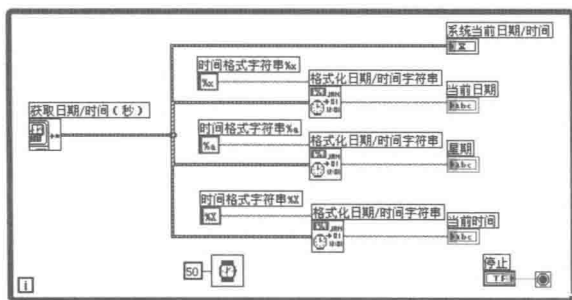 系统当前日期/时间
时间格式字符串%x
%x
格式化日期/时间字符串
当前日期
abc
获取日期/时间(秒)
时间格式字符串%a
%a
格式化日期/时间字符串
星期
abc
时间格式字符串%X
%X
格式化日期/时间字符串
当前时间
abc
50
停止
TF
i